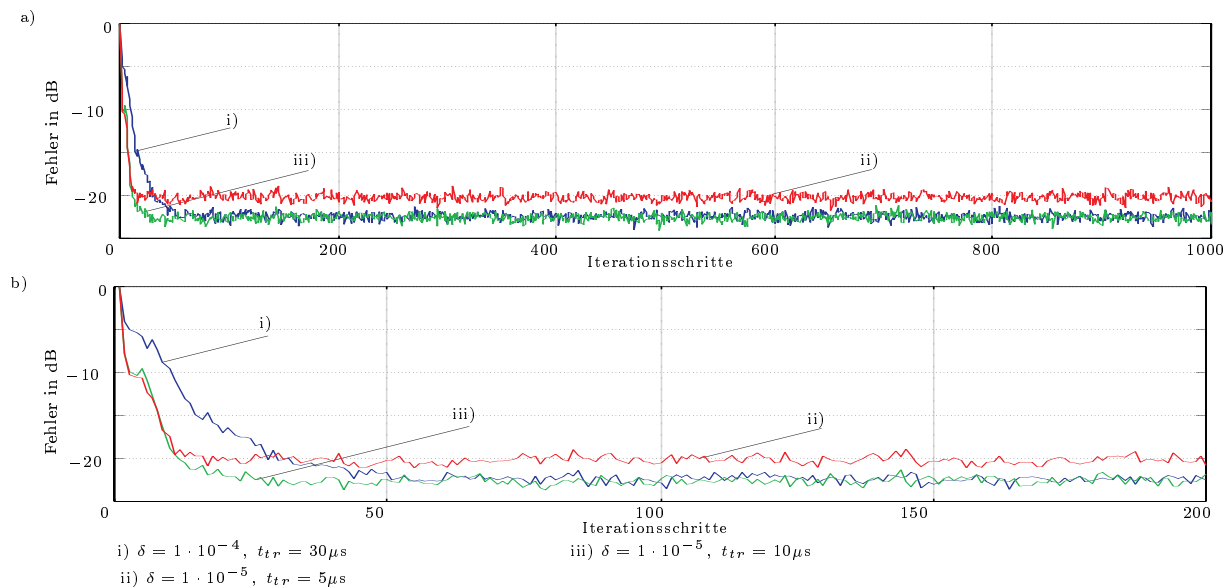 a)
0
−10
−20
Fehler in dB
i)
iii)
ii)
0 200 400 600 800 1000
Iterationsschritte
b)
0
−10
−20
Fehler in dB
i)
iii)
ii)
0 50 100 150 200
Iterationsschritte
i) δ = 1 · 10⁻⁴, t_tr = 30μs
iii) δ = 1 · 10⁻⁵, t_tr = 10μs
ii) δ = 1 · 10⁻⁵, t_tr = 5μs